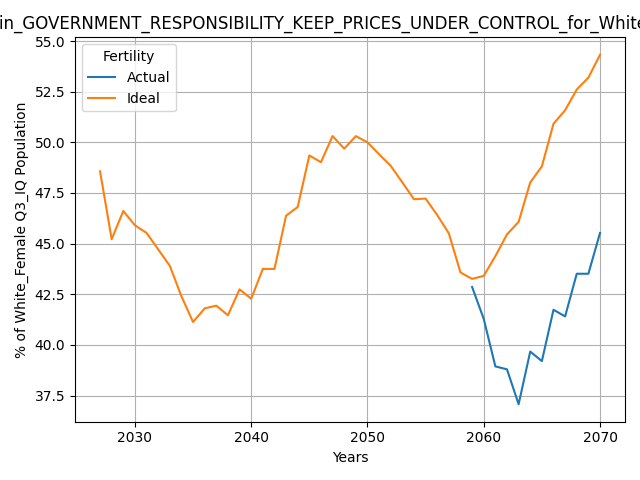 in_GOVERNMENT_RESPONSIBILITY_KEEP_PRICES_UNDER_CONTROL_for_White
55.0
52.5
50.0
47.5
45.0
42.5
40.0
37.5
% of White_Female Q3_IQ Population
Fertility
Actual
Ideal
2030 2040 2050 2060 2070
Years